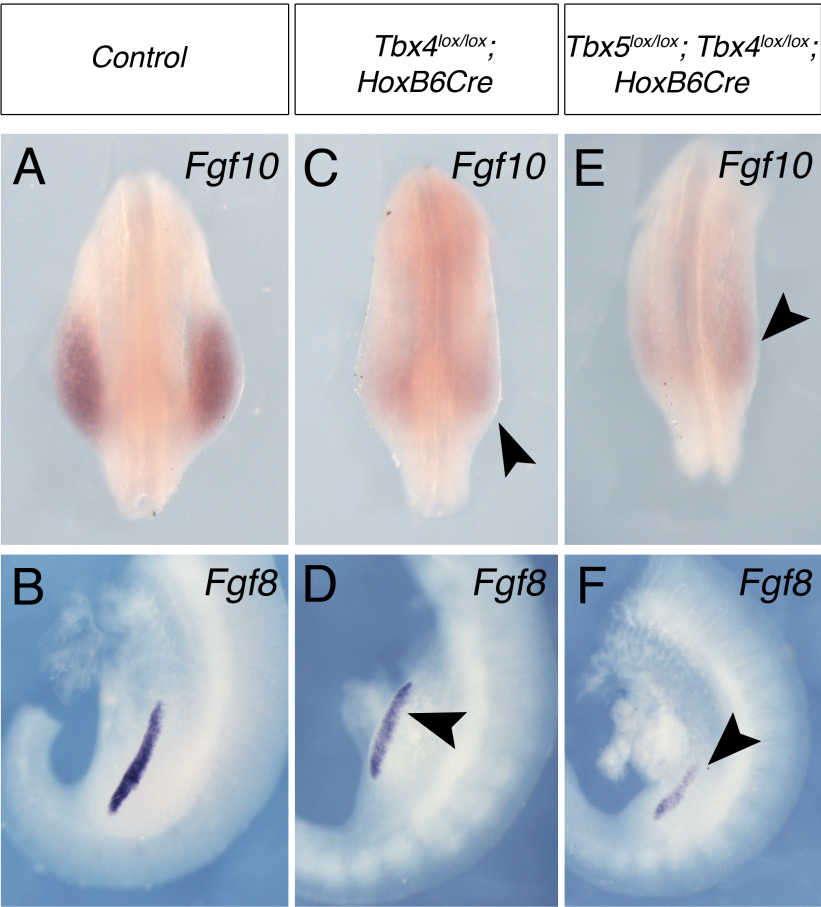 Control
Tbx4lox/lox;
HoxB6Cre
Tbx5lox/lox; Tbx4lox/lox;
HoxB6Cre
A Fgf10
C Fgf10
E Fgf10
B Fgf8
D Fgf8
F Fgf8